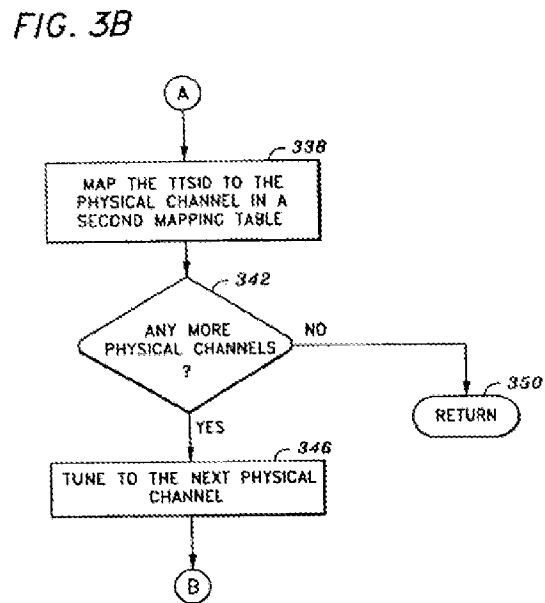 FIG. 3B
A
338
MAP THE TTSID TO THE
PHYSICAL CHANNEL IN A
SECOND MAPPING TABLE
342
ANY MORE
PHYSICAL CHANNELS
?
NO
350
RETURN
YES
346
TUNE TO THE NEXT PHYSICAL
CHANNEL
B